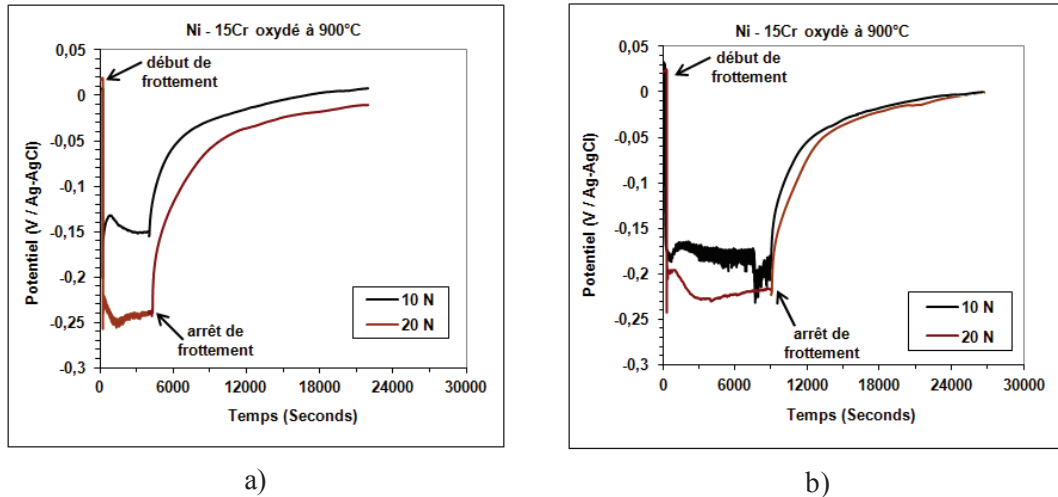 Ni - 15Cr oxydé à 900°C
0,05
0
-0,05
-0,1
-0,15
-0,2
-0,25
-0,3
Potentiel (V / Ag-AgCl)
début de
frottement
arrêt de
frottement
10 N
20 N
0 6000 12000 18000 24000 30000
Temps (Seconds)
a)
Ni - 15Cr oxydè à 900°C
0,05
0
-0,05
-0,1
-0,15
-0,2
-0,25
-0,3
Potentiel (V / Ag-AgCl)
début de
frottement
arrêt de
frottement
10 N
20 N
0 6000 12000 18000 24000 30000
Temps (Seconds)
b)